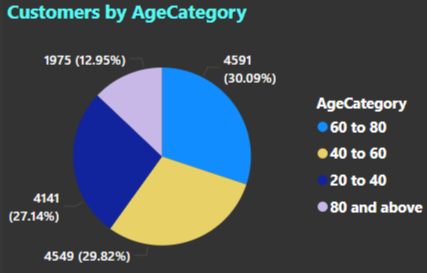 Customers by AgeCategory
1975 (12.95%)
4591
(30.09%)
4141
(27.14%)
4549 (29.82%)
AgeCategory
60 to 80
40 to 60
20 to 40
80 and above